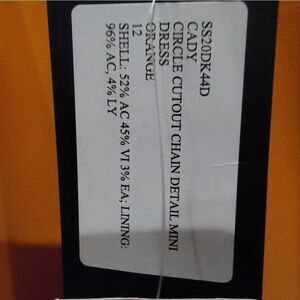 SS20DK44D
CADY
CIRCLE CUTOUT CHAIN DETAIL MINI
DRESS
ORANGE
12
SHELL: 52% AC 45% VI 3% EA; LINING:
96% AC, 4% LY